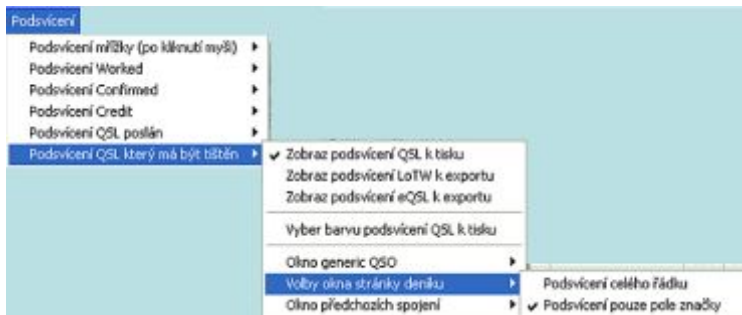 Podsvícení
Podsvícení mřížky (po kliknutí myši)
Podsvícení Worked
Podsvícení Confirmed
Podsvícení Credit
Podsvícení QSL poslán
Podsvícení QSL který má být tištěn
Zobraz podsvícení QSL k tisku
Zobraz podsvícení LoTW k exportu
Zobraz podsvícení eQSL k exportu
Vyber barvu podsvícení QSL k tisku
Okno generic QSO
Volby okna stránky deníku
Okno předchozích spojení
Podsvícení celého řádku
Podsvícení pouze pole značky